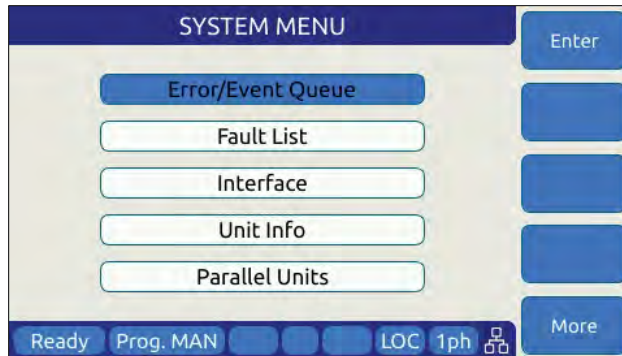 SYSTEM MENU
Enter
Error/Event Queue
Fault List
Interface
Unit Info
Parallel Units
More
Ready Prog. MAN LOC 1ph